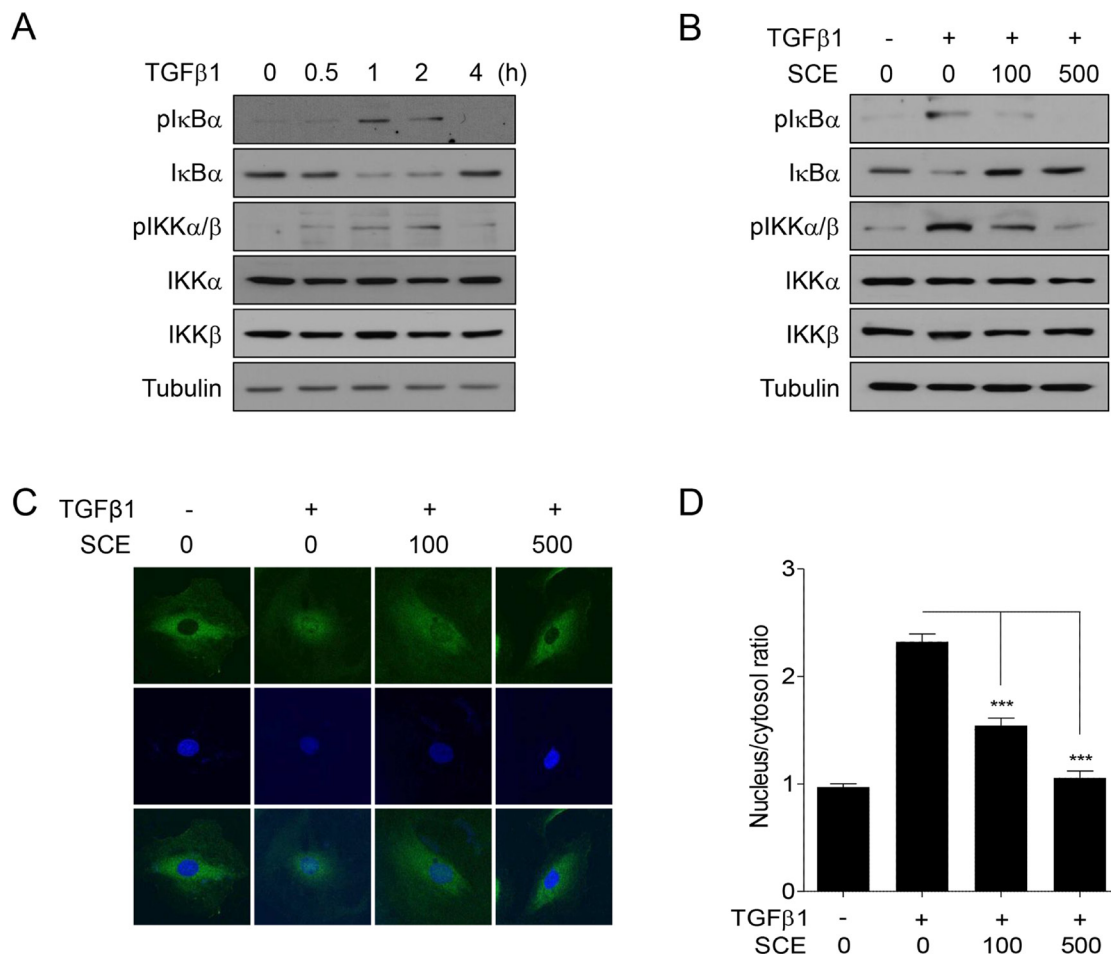 A
TGFβ1 0 0.5 1 2 4 (h)
pIκBα
IκBα
pIKKα/β
IKKα
IKKβ
Tubulin
B
TGFβ1 - + + +
SCE 0 0 100 500
pIκBα
IκBα
pIKKα/β
IKKα
IKKβ
Tubulin
C
TGFβ1 - + + +
SCE 0 0 100 500
D
Nucleus/cytosol ratio
3
2
1
0
***
***
TGFβ1 - + + +
SCE 0 0 100 500